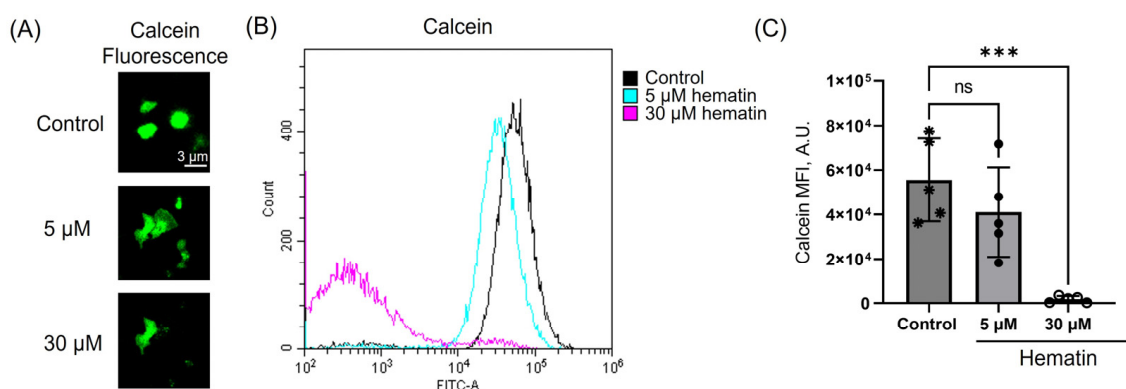 (A)
Calcein
Fluorescence
Control
3 μm
5 μM
30 μM
(B)
Calcein
Control
5 μM hematin
30 μM hematin
Count
400
200
0
10² 10³ 10⁴ 10⁵ 10⁶
FITC-A
(C)
***
ns
Calcein MFI, A.U.
1×10⁵
8×10⁴
6×10⁴
4×10⁴
2×10⁴
0
Control 5 μM 30 μM
Hematin